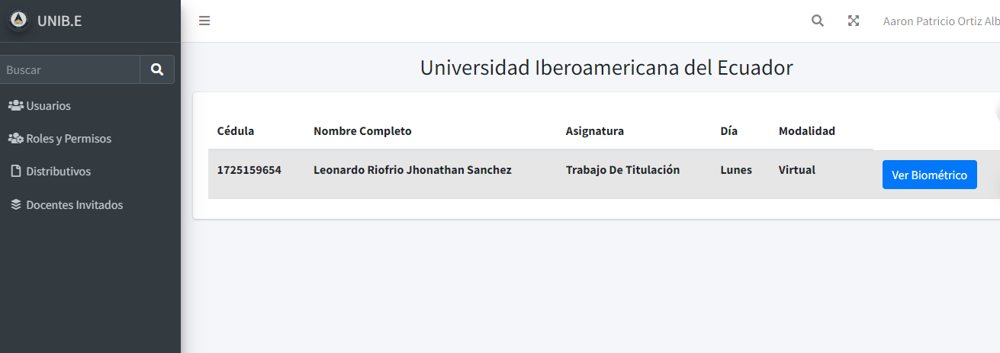 UNIB.E
Aaron Patricio Ortiz Alb
Buscar
Usuarios
Roles y Permisos
Distributivos
Docentes Invitados
Universidad Iberoamericana del Ecuador
Cédula Nombre Completo Asignatura Día Modalidad
1725159654 Leonardo Riofrio Jhonathan Sanchez Trabajo De Titulación Lunes Virtual Ver Biométrico